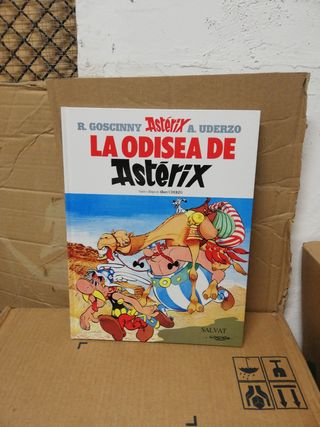 R. GOSCINNY Astérix A. UDERZO
LA ODISEA DE
Astérix
SALVAT